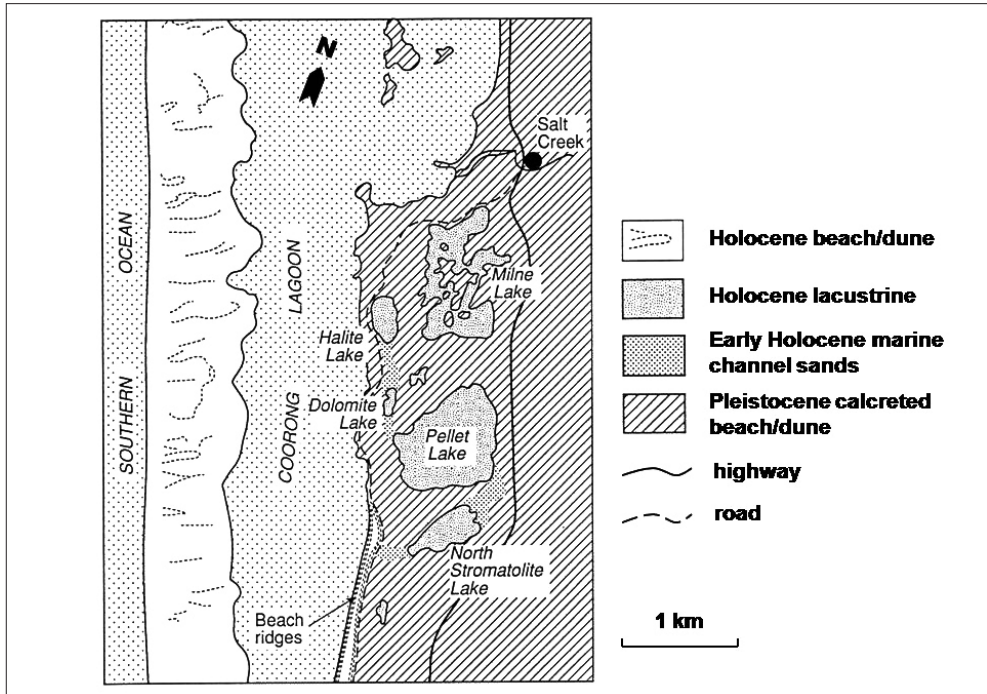 N
Salt
Creek
SOUTHERN OCEAN
COORONG LAGOON
Milne
Lake
Halite
Lake
Dolomite
Lake
Pellet
Lake
North
Stromatolite
Lake
Beach
ridges
Holocene beach/dune
Holocene lacustrine
Early Holocene marine
channel sands
Pleistocene calcreted
beach/dune
highway
road
1 km